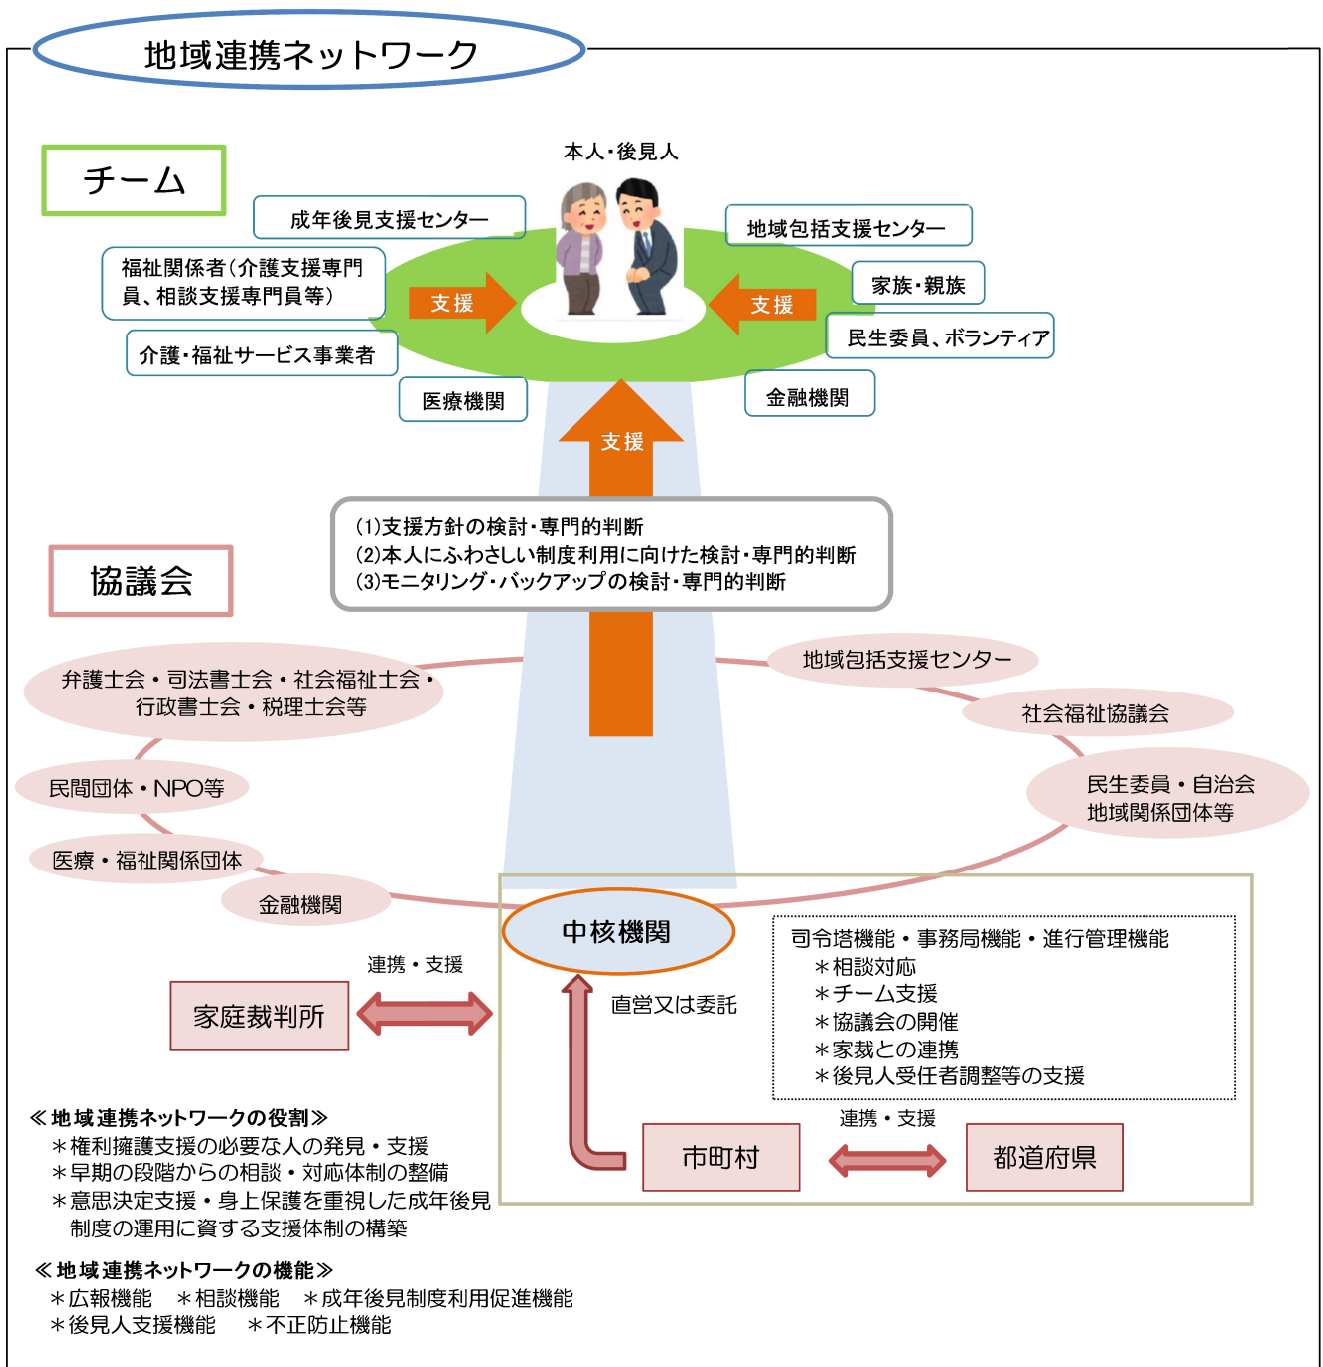 地域連携ネットワーク
チーム
本人・後見人
成年後見支援センター
地域包括支援センター
福祉関係者(介護支援専門
員、相談支援専門員等)
家族・親族
支援
支援
民生委員、ボランティア
介護・福祉サービス事業者
医療機関
金融機関
支援
(1)支援方針の検討・専門的判断
(2)本人にふわさしい制度利用に向けた検討・専門的判断
(3)モニタリング・バックアップの検討・専門的判断
協議会
弁護士会・司法書士会・社会福祉士会・
行政書士会・税理士会等
地域包括支援センター
社会福祉協議会
民間団体・NPO等
民生委員・自治会
地域関係団体等
医療・福祉関係団体
金融機関
中核機関
司令塔機能・事務局機能・進行管理機能
＊相談対応
＊チーム支援
＊協議会の開催
＊家裁との連携
＊後見人受任者調整等の支援
連携・支援
家庭裁判所
直営又は委託
連携・支援
市町村
都道府県
≪地域連携ネットワークの役割≫
＊権利擁護支援の必要な人の発見・支援
＊早期の段階からの相談・対応体制の整備
＊意思決定支援・身上保護を重視した成年後見
制度の運用に資する支援体制の構築
≪地域連携ネットワークの機能≫
＊広報機能　＊相談機能　＊成年後見制度利用促進機能
＊後見人支援機能　＊不正防止機能